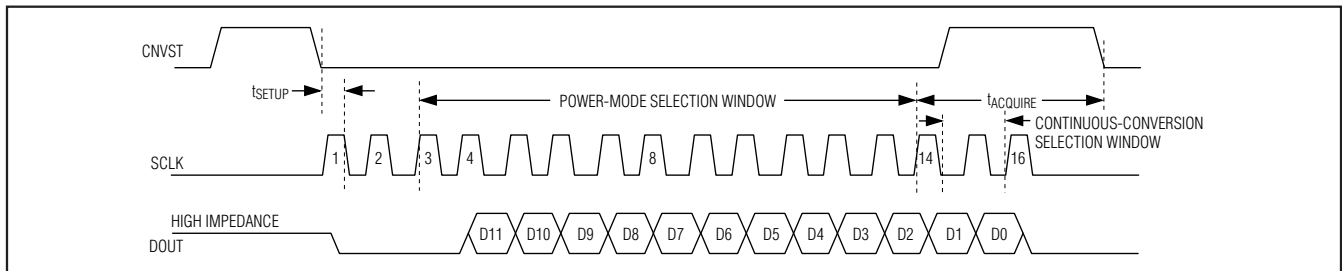 CNVST
tSETUP
POWER-MODE SELECTION WINDOW
tACQUIRE
CONTINUOUS-CONVERSION
SELECTION WINDOW
SCLK
1
2
3
4
8
14
16
HIGH IMPEDANCE
DOUT
D11
D10
D9
D8
D7
D6
D5
D4
D3
D2
D1
D0